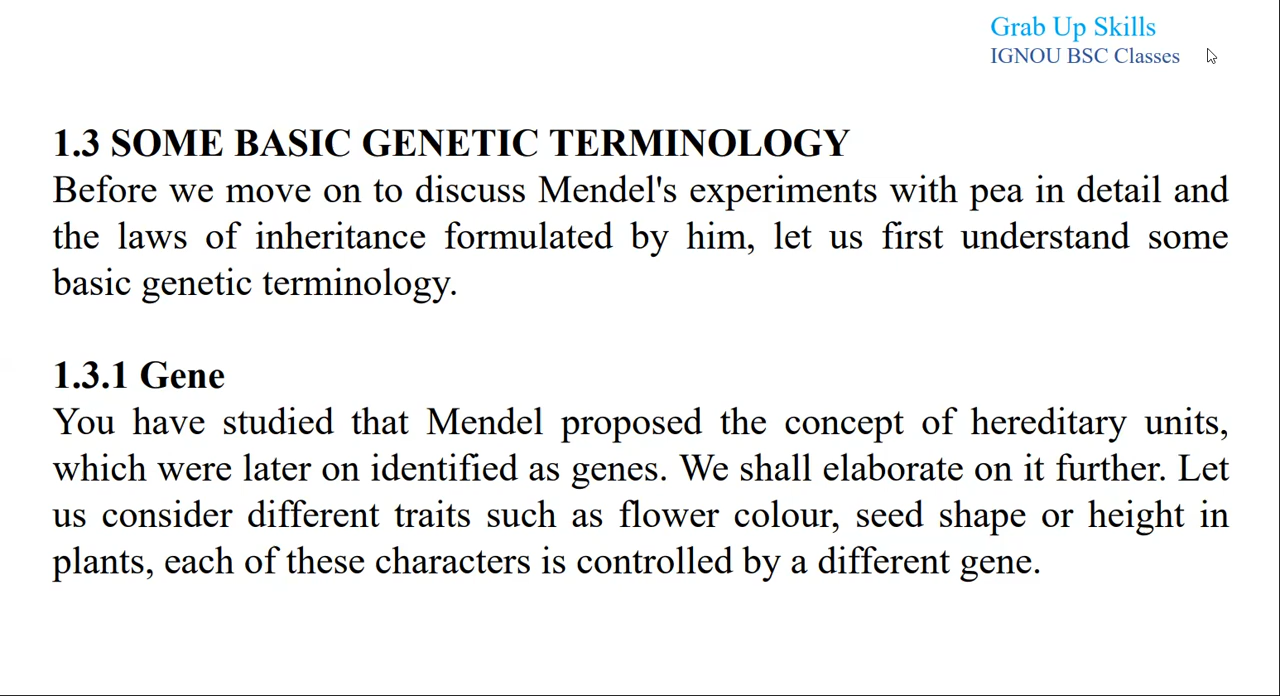 Grab Up Skills
IGNOU BSC Classes
1.3 SOME BASIC GENETIC TERMINOLOGY
Before we move on to discuss Mendel's experiments with pea in detail and
the laws of inheritance formulated by him, let us first understand some
basic genetic terminology.
1.3.1 Gene
You have studied that Mendel proposed the concept of hereditary units,
which were later on identified as genes. We shall elaborate on it further. Let
us consider different traits such as flower colour, seed shape or height in
plants, each of these characters is controlled by a different gene.